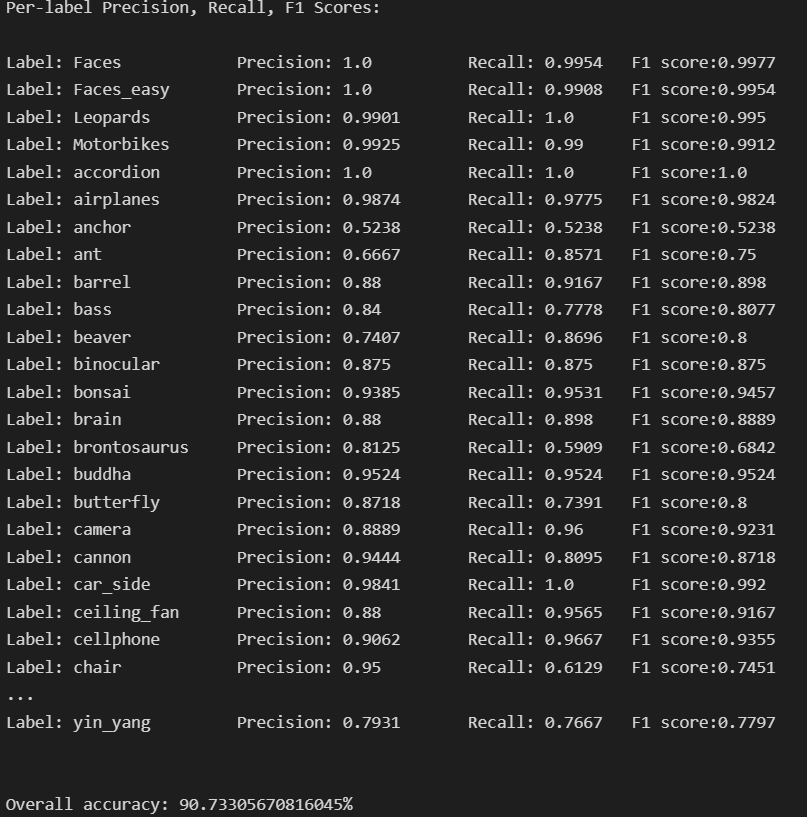 Per-label Precision, Recall, F1 Scores:
Label: Faces Precision: 1.0 Recall: 0.9954 F1 score:0.9977
Label: Faces_easy Precision: 1.0 Recall: 0.9908 F1 score:0.9954
Label: Leopards Precision: 0.9901 Recall: 1.0 F1 score:0.995
Label: Motorbikes Precision: 0.9925 Recall: 0.99 F1 score:0.9912
Label: accordion Precision: 1.0 Recall: 1.0 F1 score:1.0
Label: airplanes Precision: 0.9874 Recall: 0.9775 F1 score:0.9824
Label: anchor Precision: 0.5238 Recall: 0.5238 F1 score:0.5238
Label: ant Precision: 0.6667 Recall: 0.8571 F1 score:0.75
Label: barrel Precision: 0.88 Recall: 0.9167 F1 score:0.898
Label: bass Precision: 0.84 Recall: 0.7778 F1 score:0.8077
Label: beaver Precision: 0.7407 Recall: 0.8696 F1 score:0.8
Label: binocular Precision: 0.875 Recall: 0.875 F1 score:0.875
Label: bonsai Precision: 0.9385 Recall: 0.9531 F1 score:0.9457
Label: brain Precision: 0.88 Recall: 0.898 F1 score:0.8889
Label: brontosaurus Precision: 0.8125 Recall: 0.5909 F1 score:0.6842
Label: buddha Precision: 0.9524 Recall: 0.9524 F1 score:0.9524
Label: butterfly Precision: 0.8718 Recall: 0.7391 F1 score:0.8
Label: camera Precision: 0.8889 Recall: 0.96 F1 score:0.9231
Label: cannon Precision: 0.9444 Recall: 0.8095 F1 score:0.8718
Label: car_side Precision: 0.9841 Recall: 1.0 F1 score:0.992
Label: ceiling_fan Precision: 0.88 Recall: 0.9565 F1 score:0.9167
Label: cellphone Precision: 0.9062 Recall: 0.9667 F1 score:0.9355
Label: chair Precision: 0.95 Recall: 0.6129 F1 score:0.7451
...
Label: yin_yang Precision: 0.7931 Recall: 0.7667 F1 score:0.7797
Overall accuracy: 90.73305670816045%